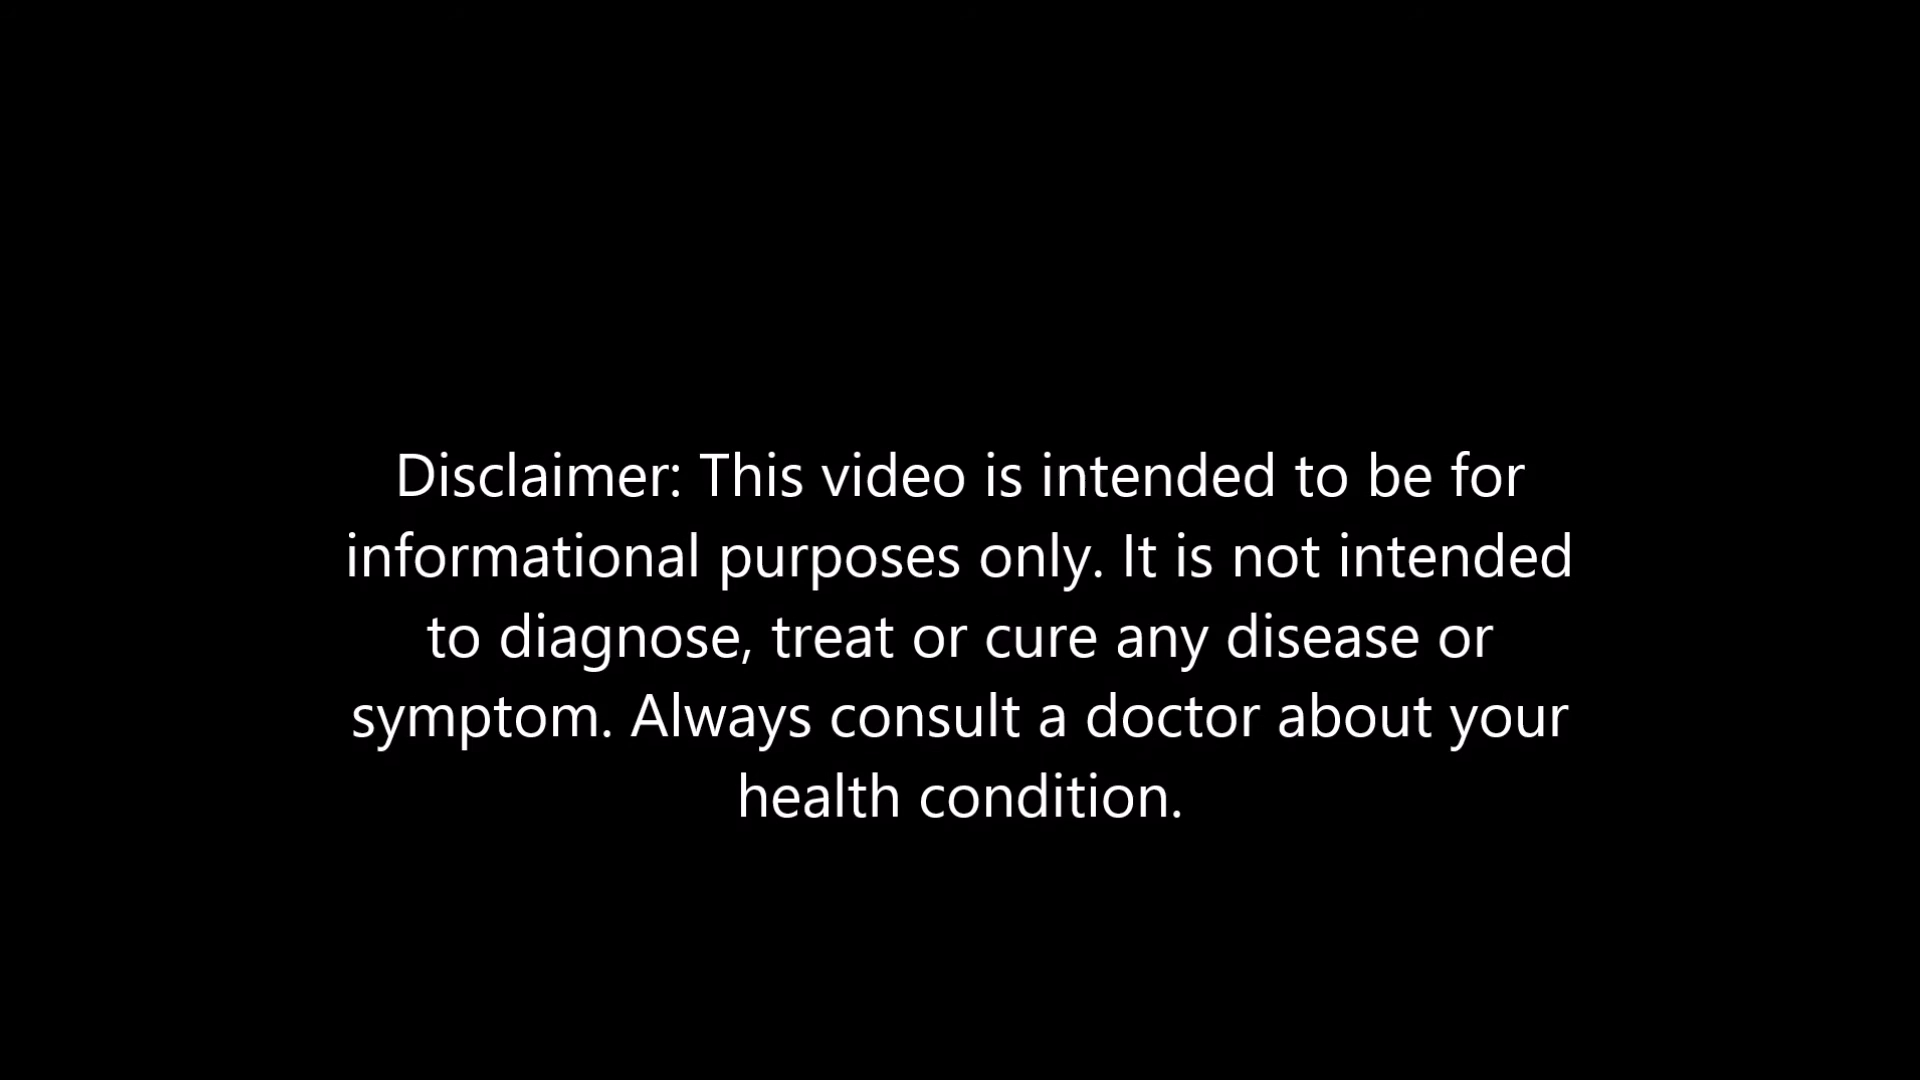 Disclaimer: This video is intended to be for
informational purposes only. It is not intended
to diagnose, treat or cure any disease or
symptom. Always consult a doctor about your
health condition.